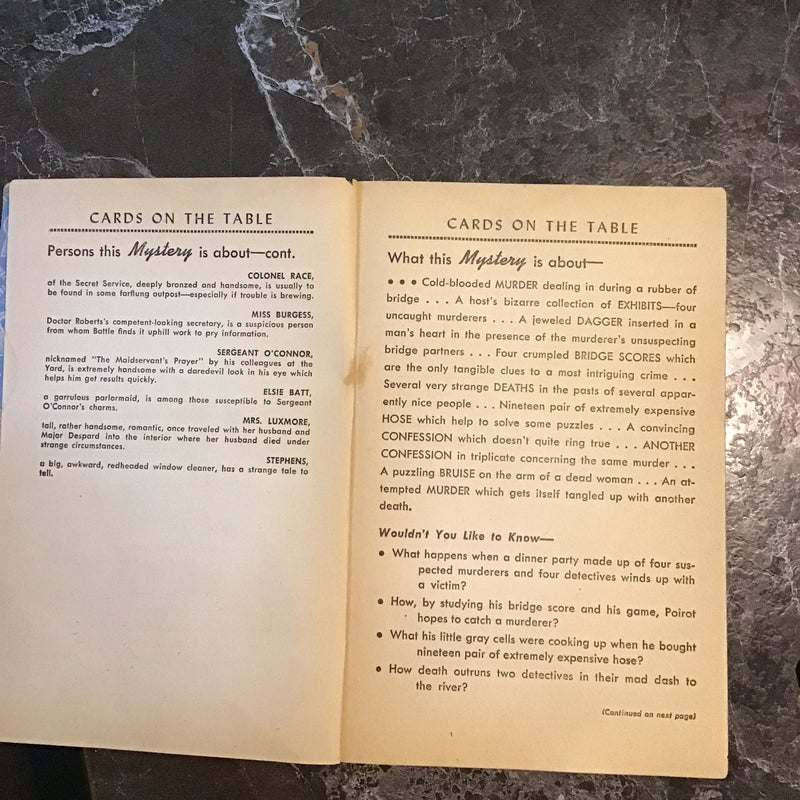 CARDS ON THE TABLE
Persons this Mystery is about—cont.
COLONEL RACE,
of the Secret Service, deeply bronzed and handsome, is usually to
be found in some farflung outpost—especially if trouble is brewing.
MISS BURGESS,
Doctor Roberts's competent-looking secretary, is a suspicious person
from whom Battle finds it uphill work to pry information.
SERGEANT O'CONNOR,
nicknamed "The Maidservant's Prayer" by his colleagues at the
Yard, is extremely handsome with a daredevil look in his eye which
helps him get results quickly.
ELSIE BATT,
a garrulous parlormaid, is among those susceptible to Sergeant
O'Connor's charms.
MRS. LUXMORE,
tall, rather handsome, romantic, once traveled with her husband and
Major Despard into the interior where her husband died under
strange circumstances.
STEPHENS,
a big, awkward, redheaded window cleaner, has a strange tale to
tell.
CARDS ON THE TABLE
What this Mystery is about—
• • • Cold-blooded MURDER dealing in during a rubber of
bridge . . . A host's bizarre collection of EXHIBITS—four
uncaught murderers . . . A jeweled DAGGER inserted in a
man's heart in the presence of the murderer's unsuspecting
bridge partners . . . Four crumpled BRIDGE SCORES which
are the only tangible clues to a most intriguing crime . . .
Several very strange DEATHS in the pasts of several appar-
ently nice people . . . Nineteen pair of extremely expensive
HOSE which help to solve some puzzles . . . A convincing
CONFESSION which doesn't quite ring true . . . ANOTHER
CONFESSION in triplicate concerning the same murder . . .
A puzzling BRUISE on the arm of a dead woman . . . An at-
tempted MURDER which gets itself tangled up with another
death.
Wouldn't You Like to Know—
• What happens when a dinner party made up of four sus-
pected murderers and four detectives winds up with
a victim?
• How, by studying his bridge score and his game, Poirot
hopes to catch a murderer?
• What his little gray cells were cooking up when he bought
nineteen pair of extremely expensive hose?
• How death outruns two detectives in their mad dash to
the river?
(Continued on next page)